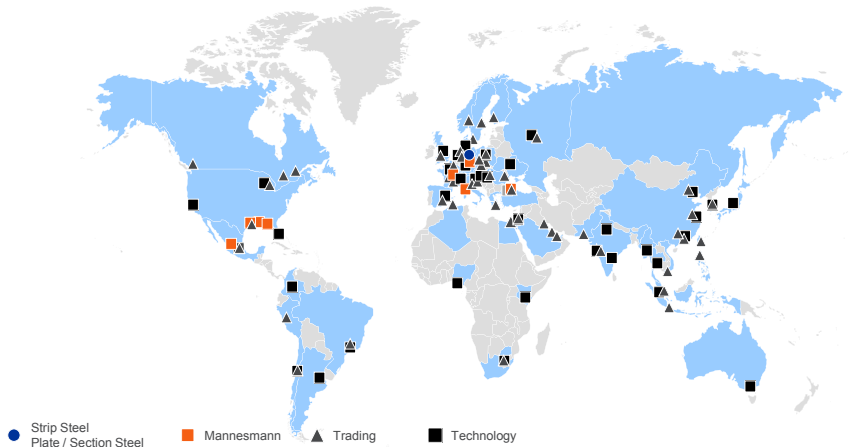 Strip Steel
Plate / Section Steel
Mannesmann
Trading
Technology